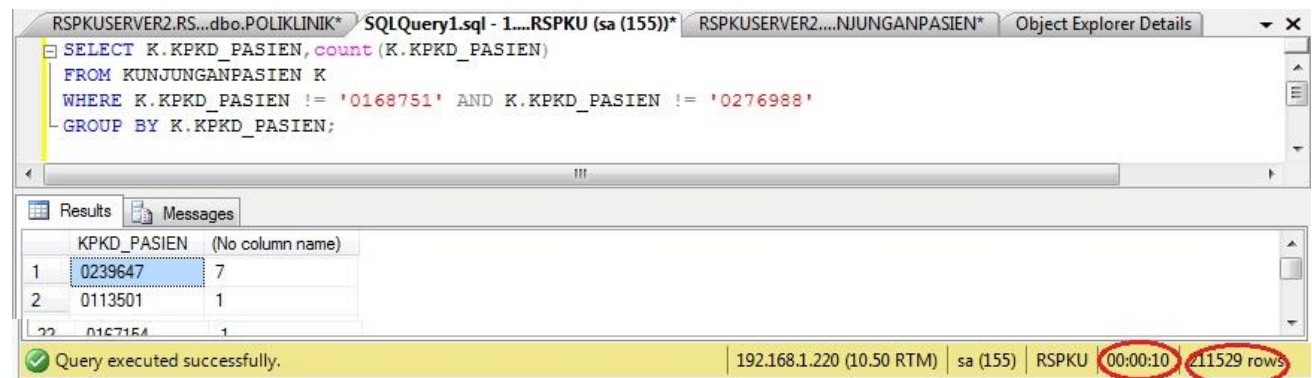 RSPKUSERVER2.RS...dbo.POLIKLINIK* SQLQuery1.sql - 1....RSPKU (sa (155))* RSPKUSERVER2....NJUNGANPASIEN* Object Explorer Details
SELECT K.KPKD_PASIEN,count(K.KPKD_PASIEN)
FROM KUNJUNGANPASIEN K
WHERE K.KPKD_PASIEN != '0168751' AND K.KPKD_PASIEN != '0276988'
GROUP BY K.KPKD_PASIEN;
Results Messages
KPKD_PASIEN (No column name)
1 0239647 7
2 0113501 1
22 0167154 1
Query executed successfully. 192.168.1.220 (10.50 RTM) sa (155) RSPKU 00:00:10 211529 rows